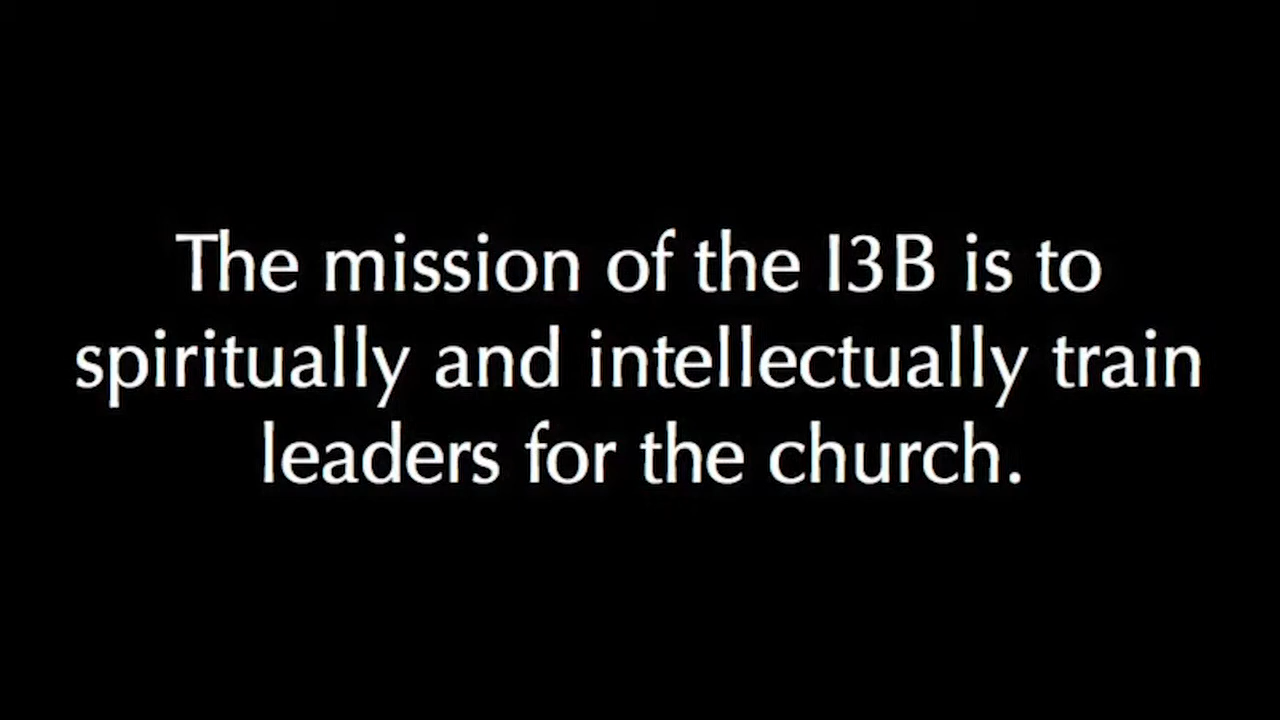 The mission of the I3B is to
spiritually and intellectually train
leaders for the church.